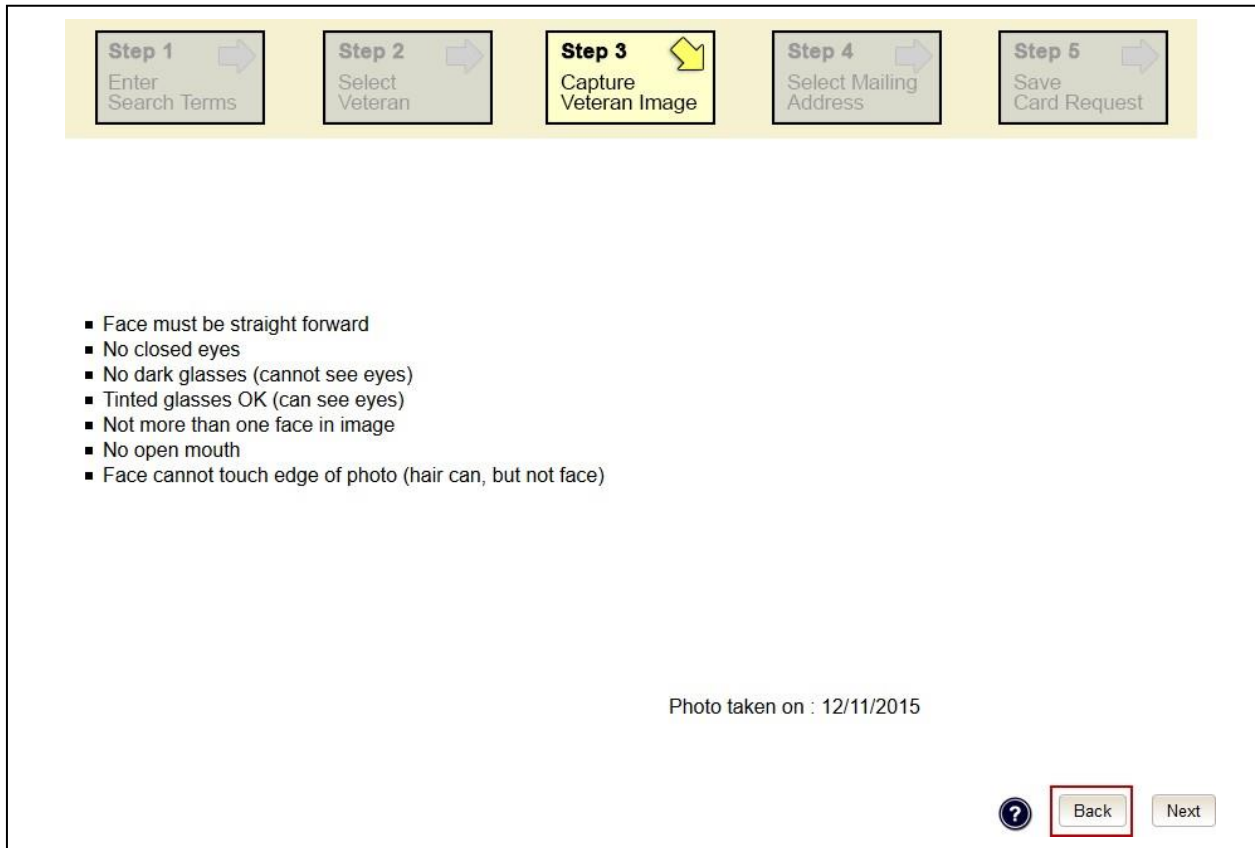 Step 1
Enter
Search Terms
Step 2
Select
Veteran
Step 3
Capture
Veteran Image
Step 4
Select Mailing
Address
Step 5
Save
Card Request
Face must be straight forward
No closed eyes
No dark glasses (cannot see eyes)
Tinted glasses OK (can see eyes)
Not more than one face in image
No open mouth
Face cannot touch edge of photo (hair can, but not face)
Photo taken on : 12/11/2015
? Back Next